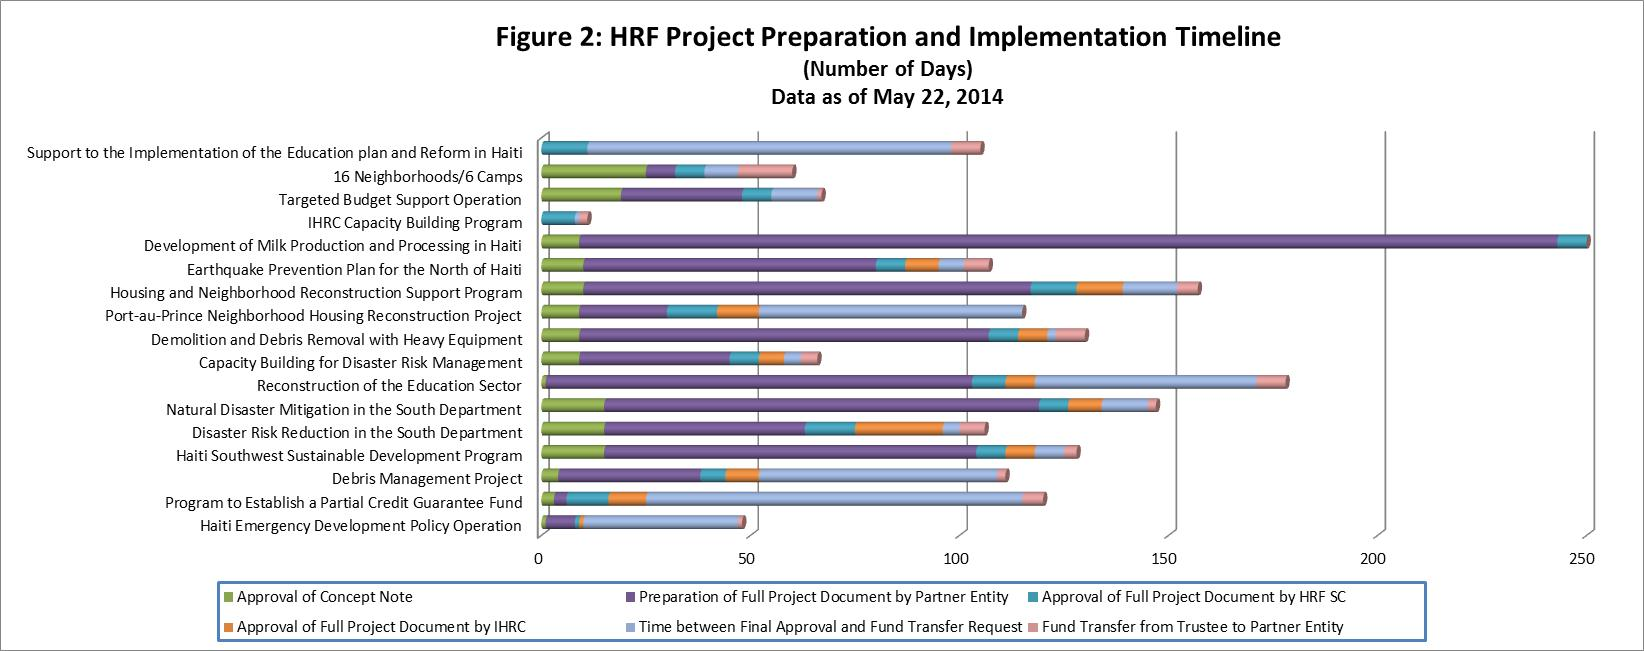 Figure 2: HRF Project Preparation and Implementation Timeline
(Number of Days)
Data as of May 22, 2014
Support to the Implementation of the Education plan and Reform in Haiti
16 Neighborhoods/6 Camps
Targeted Budget Support Operation
IHRC Capacity Building Program
Development of Milk Production and Processing in Haiti
Earthquake Prevention Plan for the North of Haiti
Housing and Neighborhood Reconstruction Support Program
Port-au-Prince Neighborhood Housing Reconstruction Project
Demolition and Debris Removal with Heavy Equipment
Capacity Building for Disaster Risk Management
Reconstruction of the Education Sector
Natural Disaster Mitigation in the South Department
Disaster Risk Reduction in the South Department
Haiti Southwest Sustainable Development Program
Debris Management Project
Program to Establish a Partial Credit Guarantee Fund
Haiti Emergency Development Policy Operation
0 50 100 150 200 250
Approval of Concept Note Preparation of Full Project Document by Partner Entity Approval of Full Project Document by HRF SC
Approval of Full Project Document by IHRC Time between Final Approval and Fund Transfer Request Fund Transfer from Trustee to Partner Entity